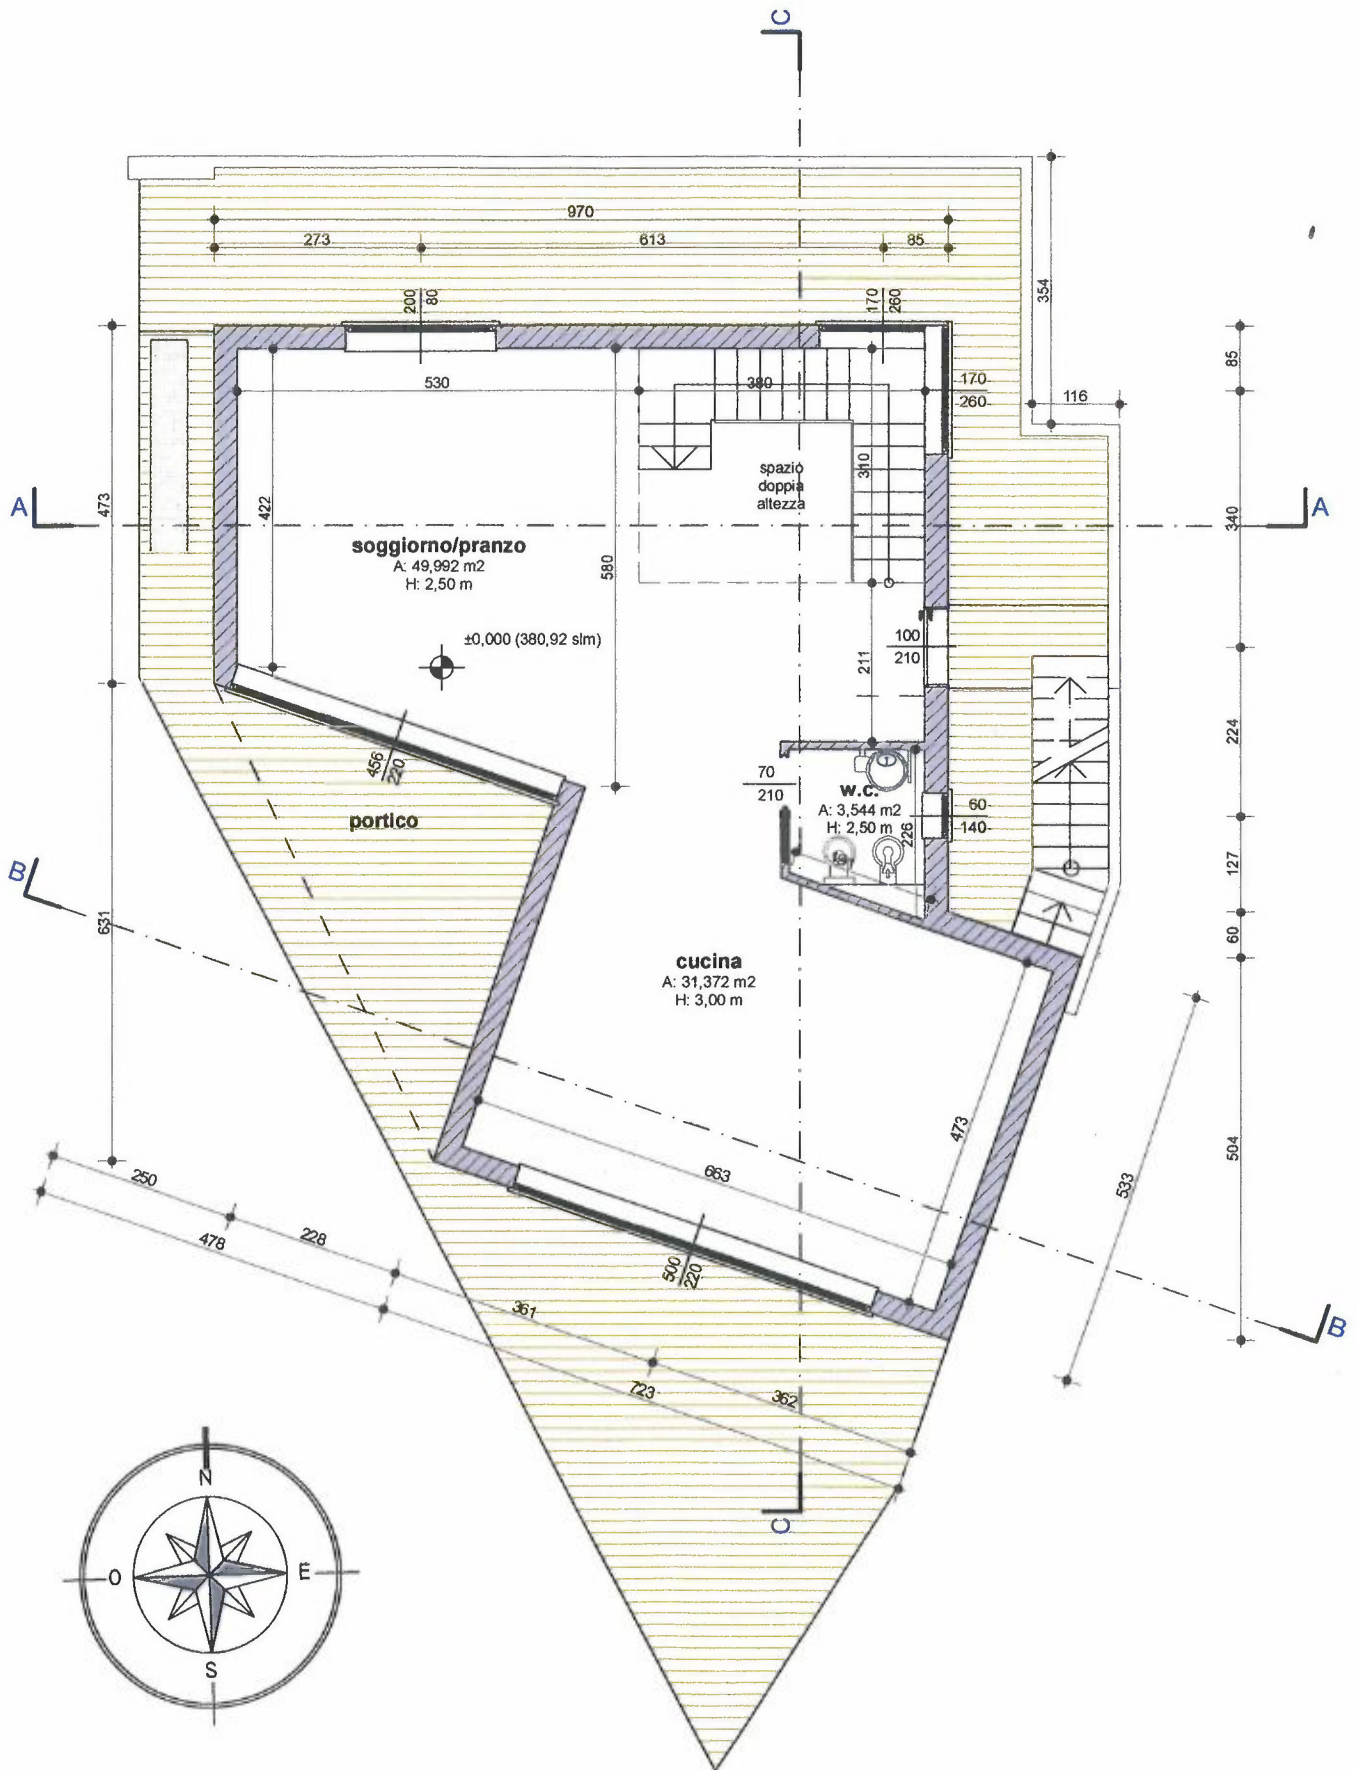 C
970
273
613
85
200
80
170
260
354
530
380
170
260
116
85
473
422
580
310
340
spazio
doppia
altezza
A
A
soggiorno/pranzo
A: 49,992 m2
H: 2,50 m
±0,000 (380,92 slm)
100
210
211
224
456
220
70
210
w.c.
A: 3,544 m2
H: 2,50 m
226
60
140
portico
127
B
631
60
cucina
A: 31,372 m2
H: 3,00 m
473
504
533
663
250
228
478
500
220
361
723
362
B
C
N
O
E
S